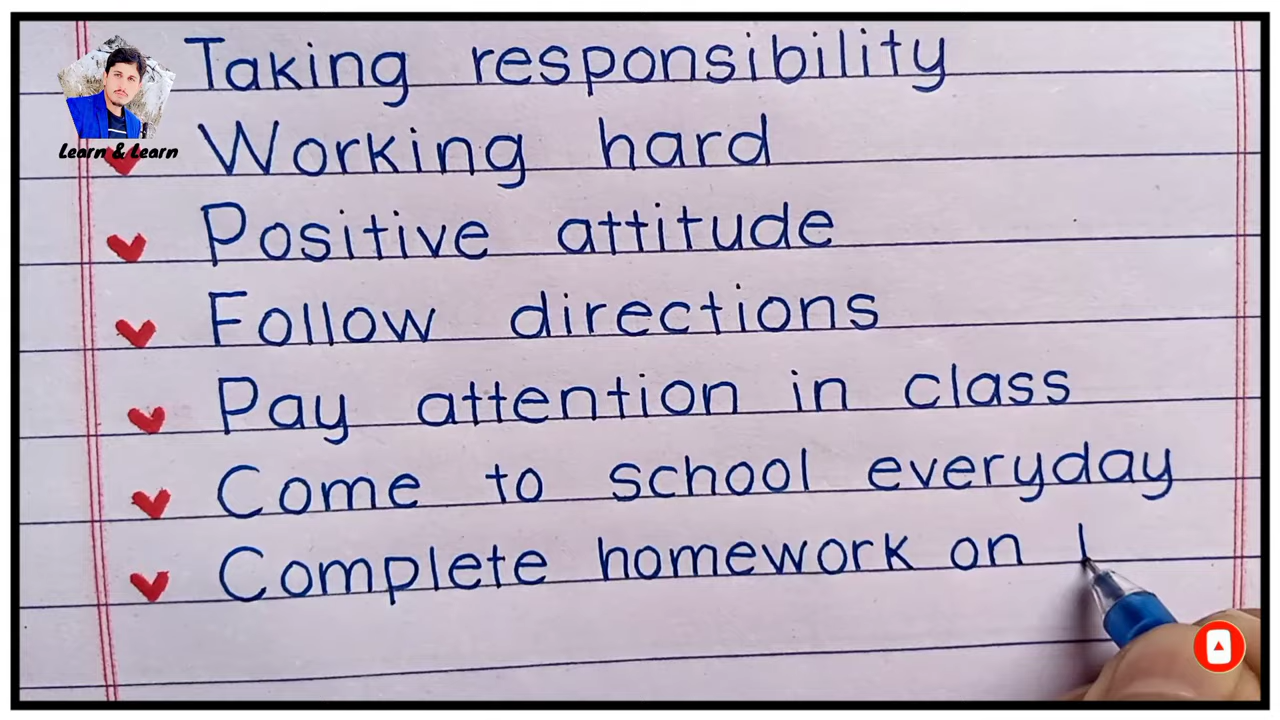 Taking responsibility
Learn & Learn
Working hard
Positive attitude
Follow directions
Pay attention in class
Come to school everyday
Complete homework on